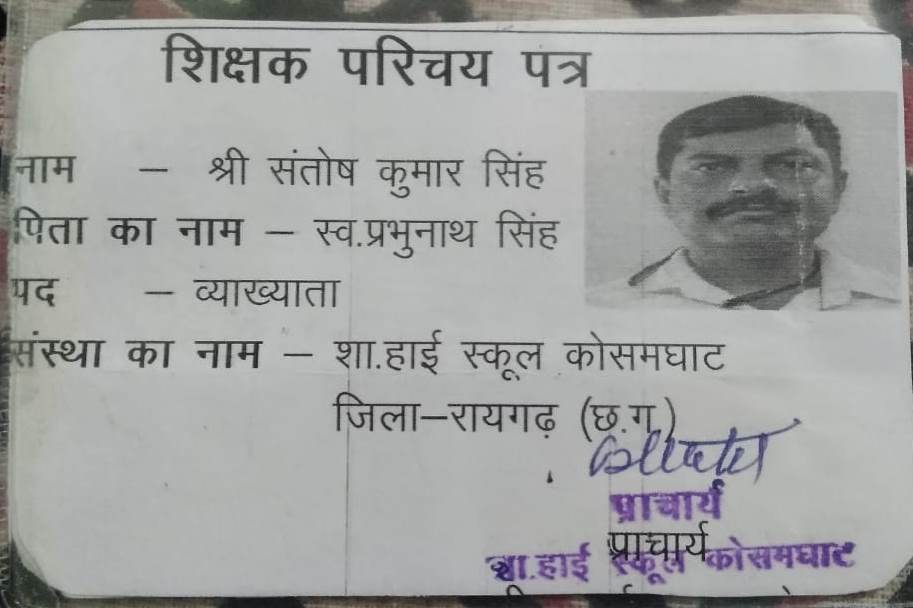 शिक्षक परिचय पत्र
नाम – श्री संतोष कुमार सिंह
पिता का नाम – स्व.प्रभुनाथ सिंह
पद – व्याख्याता
संस्था का नाम – शा.हाई स्कूल कोसमघाट
जिला–रायगढ़ (छ.ग.)
प्राचार्य
प्राचार्य
शा.हाई स्कूल कोसमघाट